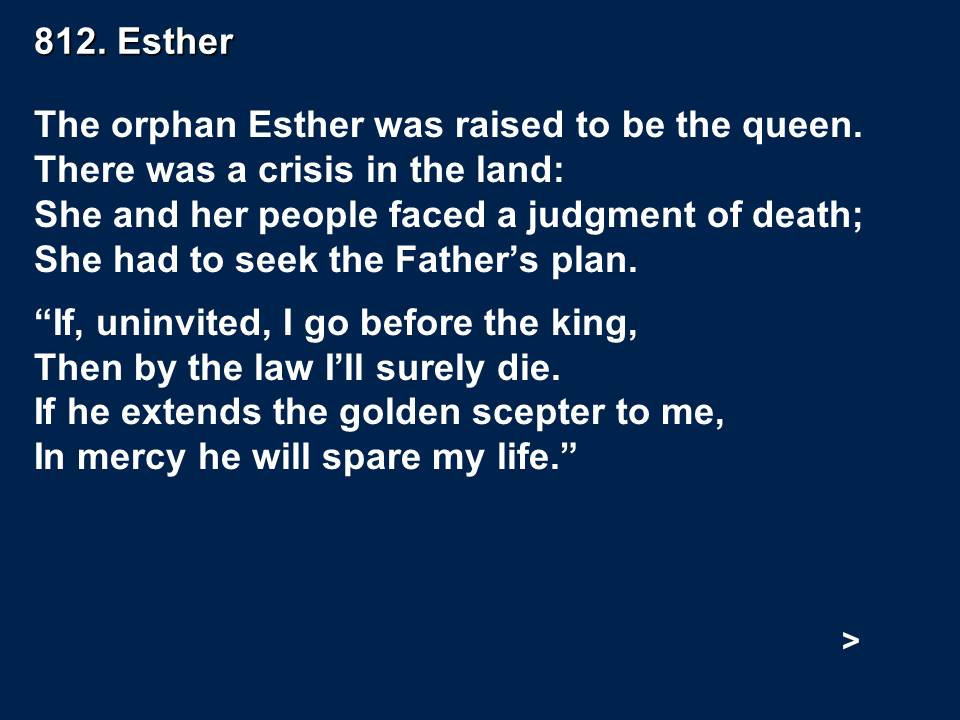 812. Esther
The orphan Esther was raised to be the queen.
There was a crisis in the land:
She and her people faced a judgment of death;
She had to seek the Father’s plan.
“If, uninvited, I go before the king,
Then by the law I’ll surely die.
If he extends the golden scepter to me,
In mercy he will spare my life.”
>